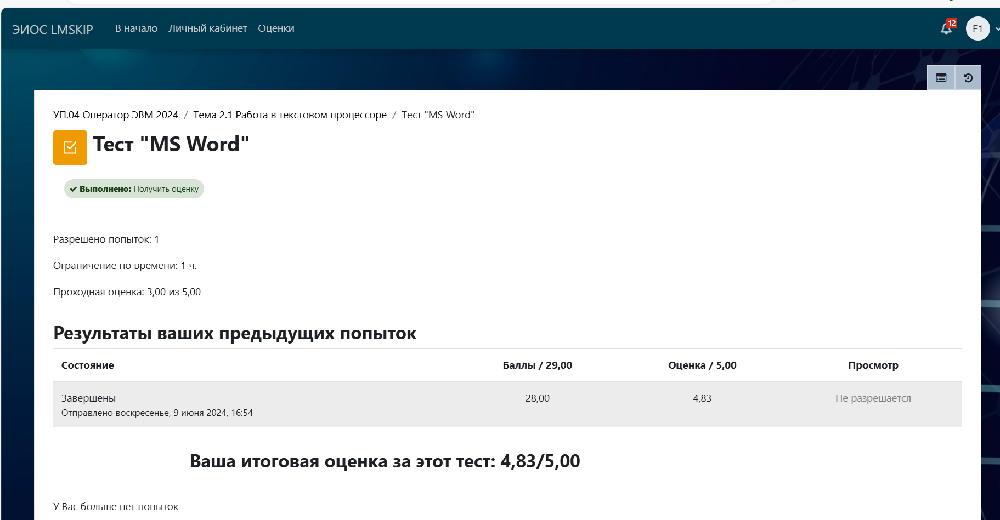 ЭИОС LMSKIP В начало Личный кабинет Оценки 12 E1
УП.04 Оператор ЭВМ 2024 / Тема 2.1 Работа в текстовом процессоре / Тест "MS Word"
Тест "MS Word"
Выполнено: Получить оценку
Разрешено попыток: 1
Ограничение по времени: 1 ч.
Проходная оценка: 3,00 из 5,00
Результаты ваших предыдущих попыток
Состояние Баллы / 29,00 Оценка / 5,00 Просмотр
Завершены 28,00 4,83 Не разрешается
Отправлено воскресенье, 9 июня 2024, 16:54
Ваша итоговая оценка за этот тест: 4,83/5,00
У Вас больше нет попыток